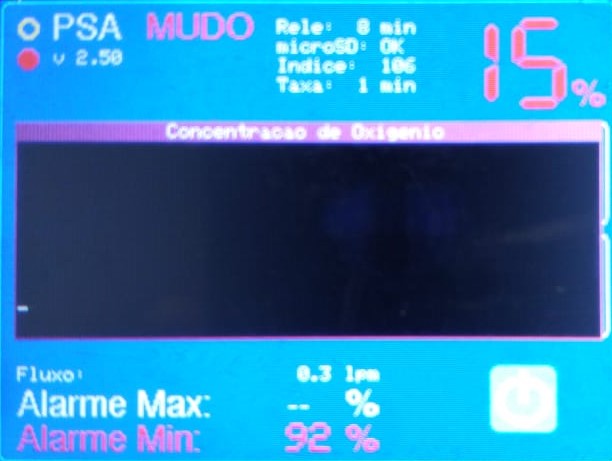 PSA MUDO
v 2.50
Rele: 8 min
microSD: OK
Indice: 106
Taxa: 1 min
15%
Concentracao de Oxigenio
Fluxo: 0.3 lpm
Alarme Max: -- %
Alarme Min: 92 %